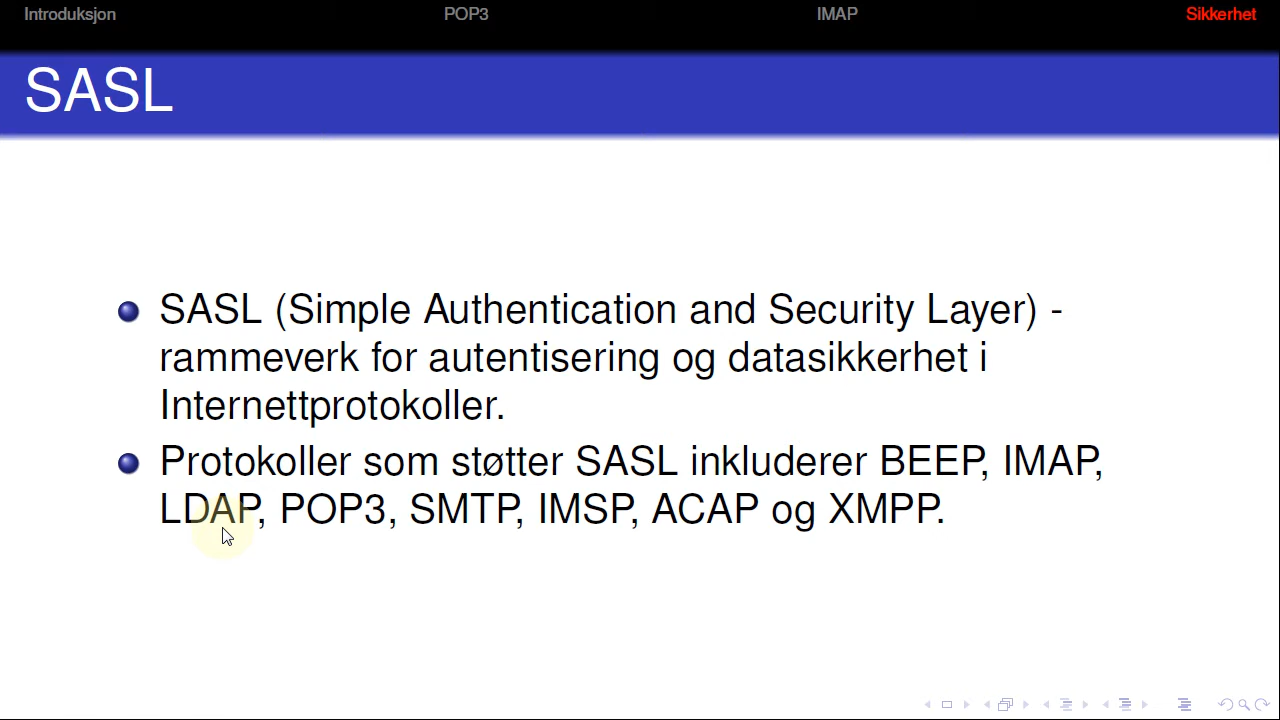 Introduksjon POP3 IMAP Sikkerhet
SASL
SASL (Simple Authentication and Security Layer) -
rammeverk for autentisering og datasikkerhet i
Internettprotokoller.
Protokoller som støtter SASL inkluderer BEEP, IMAP,
LDAP, POP3, SMTP, IMSP, ACAP og XMPP.